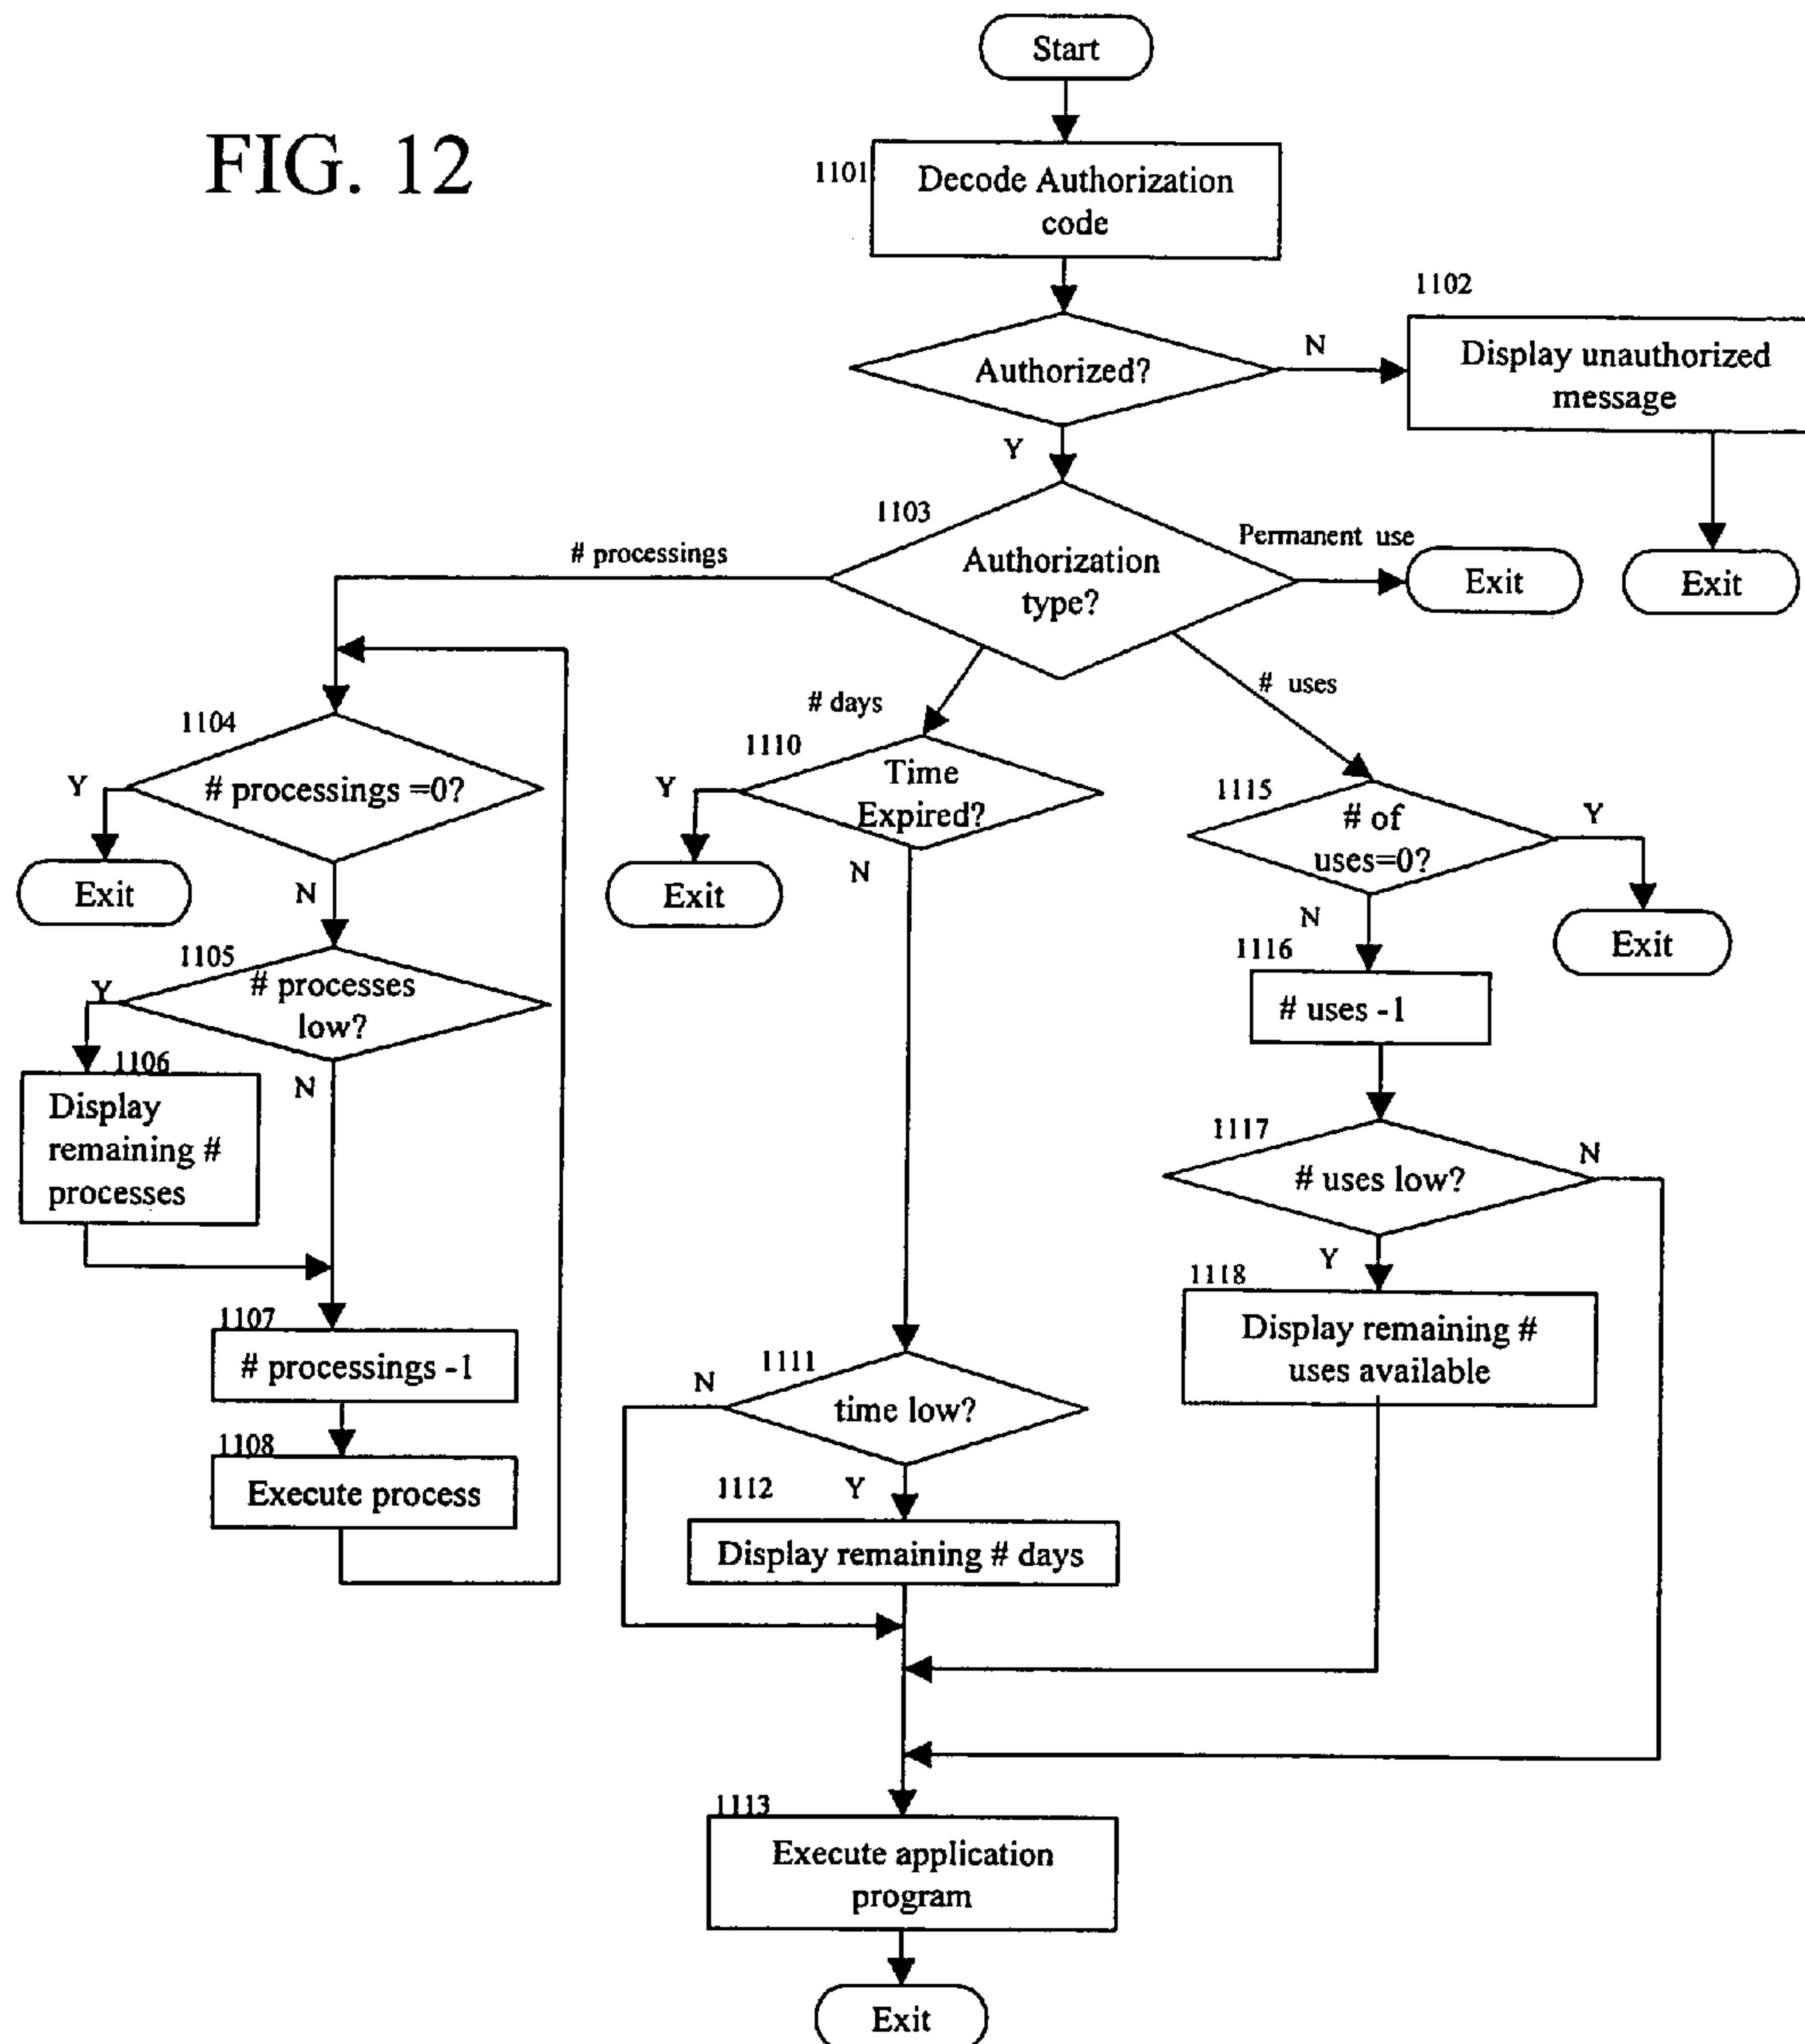 FIG. 12
Start
1101
Decode Authorization
code
1102
Authorized?
N
Display unauthorized
message
Y
1103
# processings
Authorization
type?
Permanent use
Exit
Exit
# days
# uses
1104
Y
# processings =0?
Exit
N
1110
Y
Time
Expired?
Exit
N
1115
# of
uses=0?
Y
Exit
N
1105
Y
# processes
low?
N
1106
Display
remaining #
processes
1116
# uses -1
1117
# uses low?
N
Y
1118
Display remaining #
uses available
1107
# processings -1
1108
Execute process
1111
N
time low?
Y
1112
Display remaining # days
1113
Execute application
program
Exit